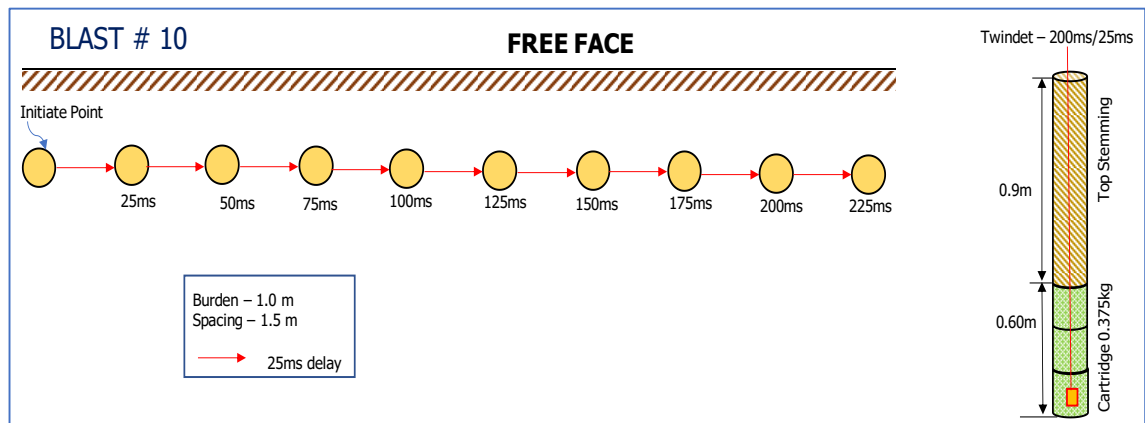 BLAST # 10
FREE FACE
Initiate Point
25ms
50ms
75ms
100ms
125ms
150ms
175ms
200ms
225ms
Burden – 1.0 m
Spacing – 1.5 m
25ms delay
Twindet – 200ms/25ms
0.9m
Top Stemming
0.60m
Cartridge 0.375kg